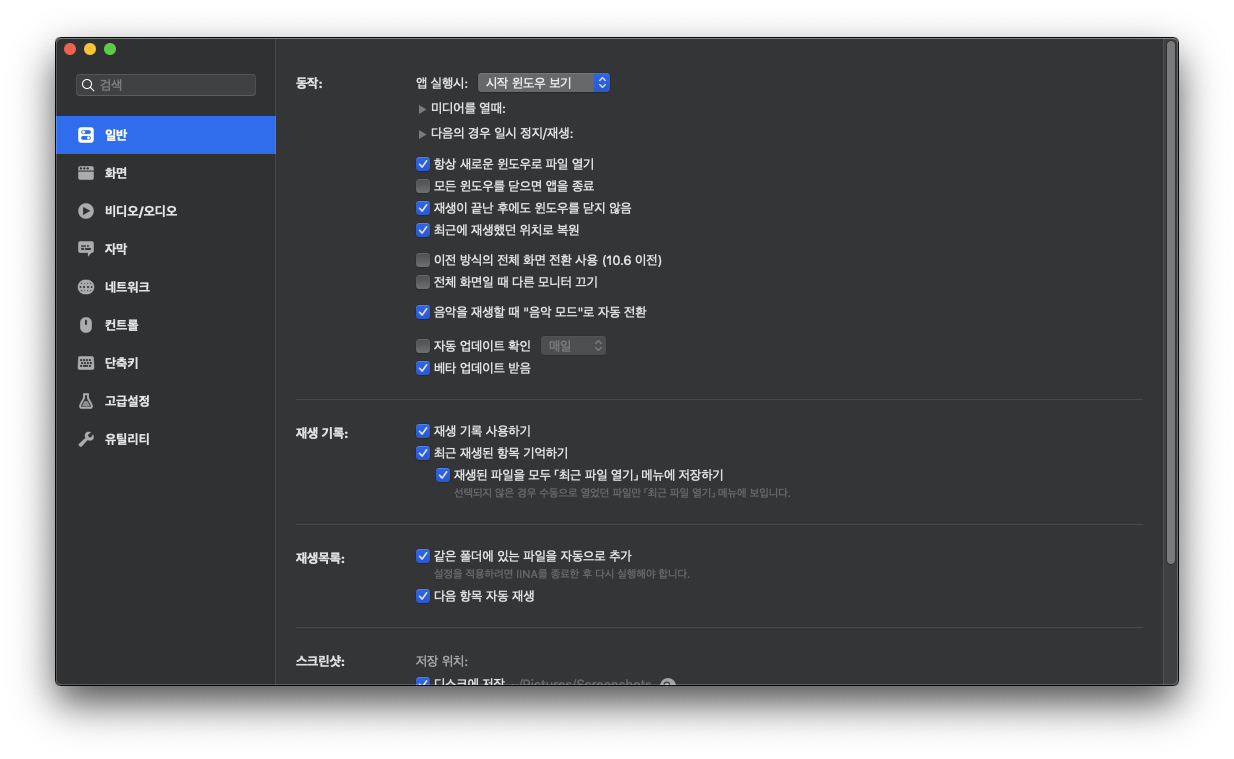 검색
일반
화면
비디오/오디오
자막
네트워크
컨트롤
단축키
고급설정
유틸리티
동작:
앱 실행시: 시작 윈도우 보기
미디어를 열때:
다음의 경우 일시 정지/재생:
항상 새로운 윈도우로 파일 열기
모든 윈도우를 닫으면 앱을 종료
재생이 끝난 후에도 윈도우를 닫지 않음
최근에 재생했던 위치로 복원
이전 방식의 전체 화면 전환 사용 (10.6 이전)
전체 화면일 때 다른 모니터 끄기
음악을 재생할 때 "음악 모드"로 자동 전환
자동 업데이트 확인 매일
베타 업데이트 받음
재생 기록:
재생 기록 사용하기
최근 재생된 항목 기억하기
재생된 파일을 모두 「최근 파일 열기」 메뉴에 저장하기
선택되지 않은 경우 수동으로 열었던 파일만 「최근 파일 열기」 메뉴에 보입니다.
재생목록:
같은 폴더에 있는 파일을 자동으로 추가
설정을 적용하려면 IINA를 종료한 후 다시 실행해야 합니다.
다음 항목 자동 재생
스크린샷:
저장 위치:
디스크에 저장 ~/Pictures/Screenshots